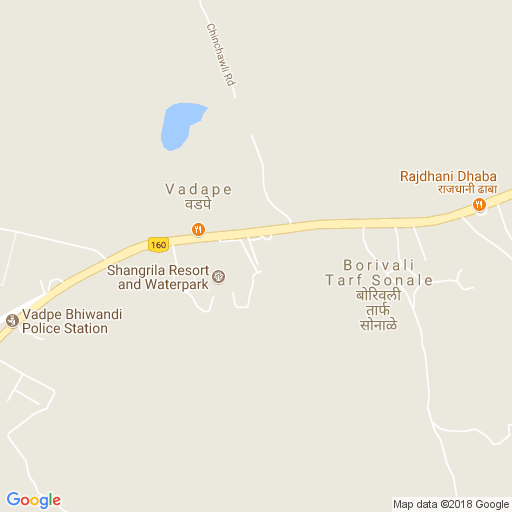 Chinchawli Rd
Rajdhani Dhaba
राजधानी ढाबा
Vadape
वडपे
160
Shangrila Resort
and Waterpark
Borivali
Tarf Sonale
बोरिवली
तार्फ
सोनाळे
Vadpe Bhiwandi
Police Station
Google
Map data ©2018 Google